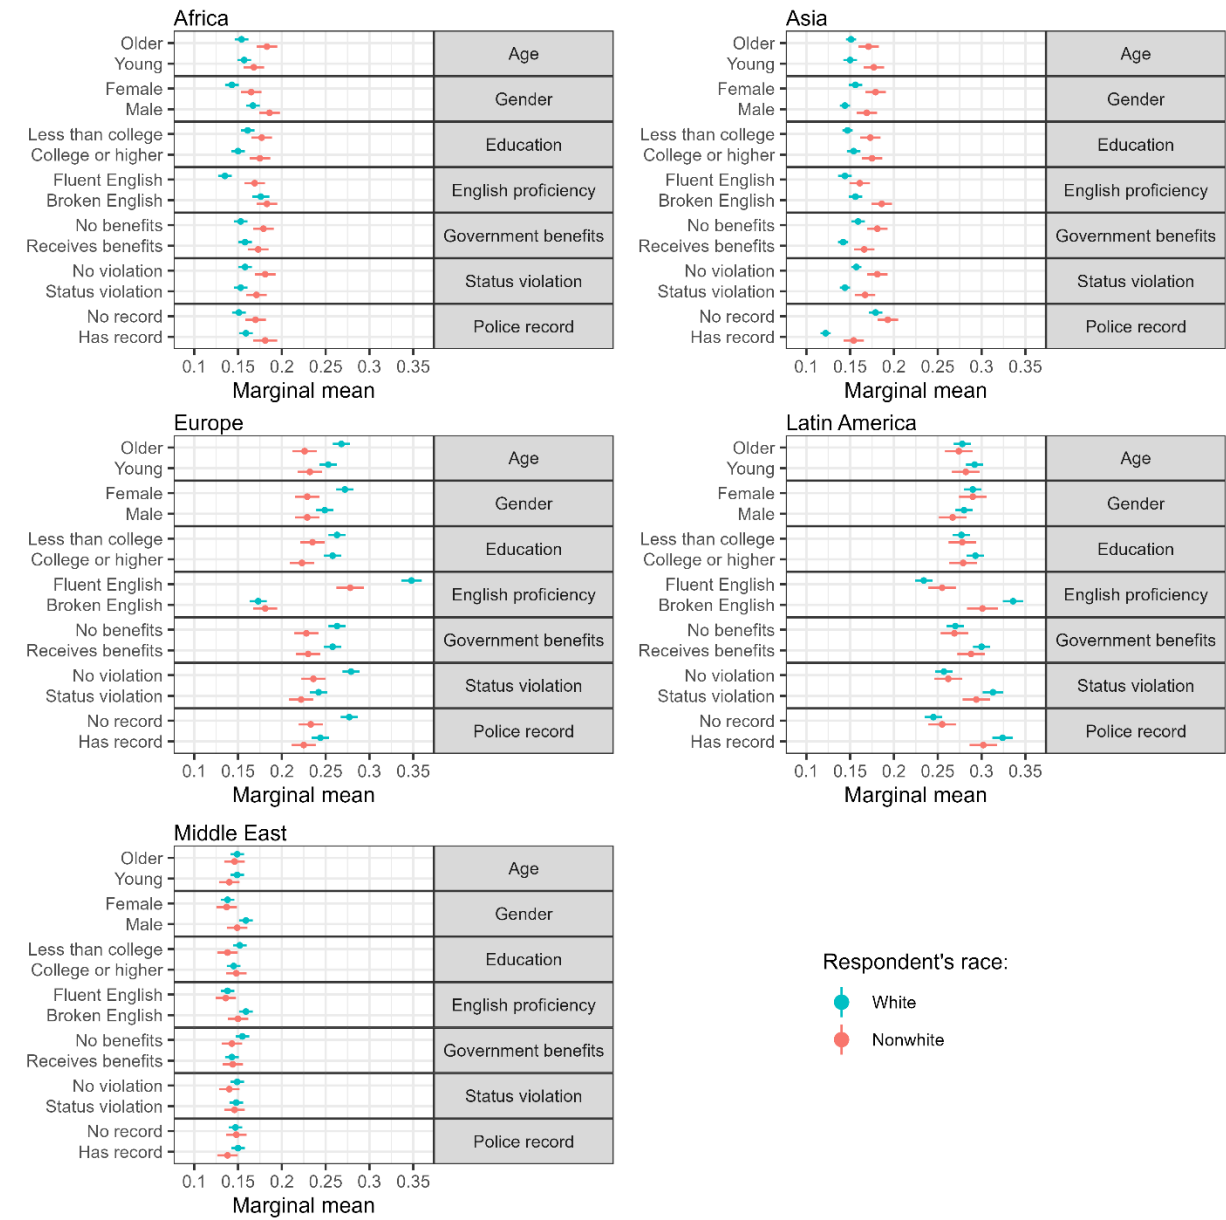 Africa
Older
Young
Age
Female
Male
Gender
Less than college
College or higher
Education
Fluent English
Broken English
English proficiency
No benefits
Receives benefits
Government benefits
No violation
Status violation
Status violation
No record
Has record
Police record
0.1 0.15 0.2 0.25 0.3 0.35
Marginal mean
Asia
Older
Young
Age
Female
Male
Gender
Less than college
College or higher
Education
Fluent English
Broken English
English proficiency
No benefits
Receives benefits
Government benefits
No violation
Status violation
Status violation
No record
Has record
Police record
0.1 0.15 0.2 0.25 0.3 0.35
Marginal mean
Europe
Older
Young
Age
Female
Male
Gender
Less than college
College or higher
Education
Fluent English
Broken English
English proficiency
No benefits
Receives benefits
Government benefits
No violation
Status violation
Status violation
No record
Has record
Police record
0.1 0.15 0.2 0.25 0.3 0.35
Marginal mean
Latin America
Older
Young
Age
Female
Male
Gender
Less than college
College or higher
Education
Fluent English
Broken English
English proficiency
No benefits
Receives benefits
Government benefits
No violation
Status violation
Status violation
No record
Has record
Police record
0.1 0.15 0.2 0.25 0.3 0.35
Marginal mean
Middle East
Older
Young
Age
Female
Male
Gender
Less than college
College or higher
Education
Fluent English
Broken English
English proficiency
No benefits
Receives benefits
Government benefits
No violation
Status violation
Status violation
No record
Has record
Police record
0.1 0.15 0.2 0.25 0.3 0.35
Marginal mean
Respondent's race:
White
Nonwhite